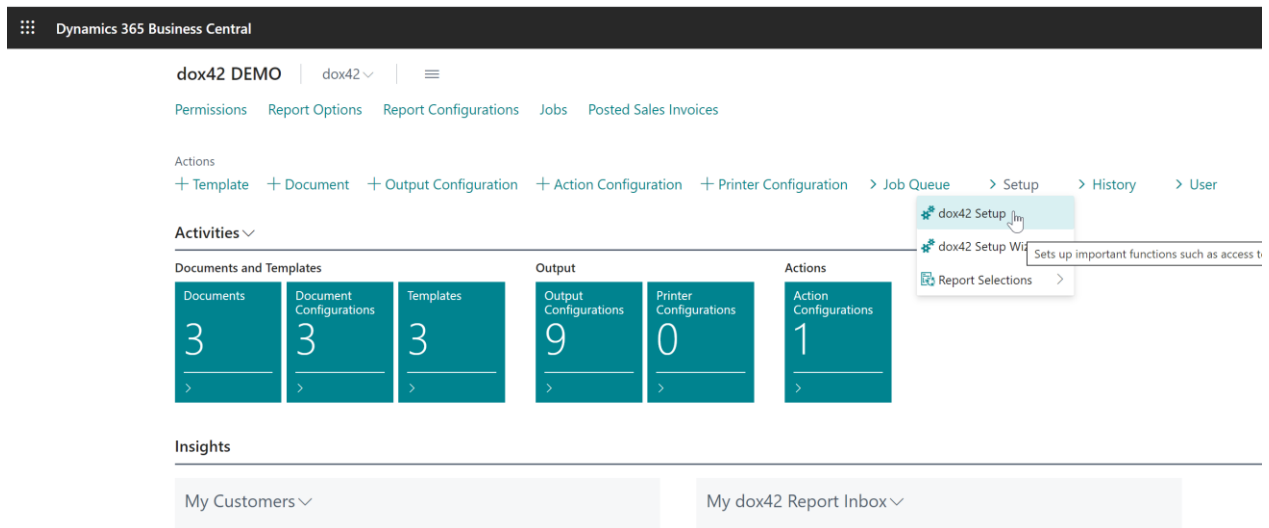 Dynamics 365 Business Central
dox42 DEMO dox42
Permissions Report Options Report Configurations Jobs Posted Sales Invoices
Actions
+ Template + Document + Output Configuration + Action Configuration + Printer Configuration > Job Queue > Setup > History > User
dox42 Setup
dox42 Setup
Sets up important functions such as access
Report Selections >
Activities
Documents and Templates Output Actions
Documents Document Configurations Templates Output Configurations Printer Configurations Action Configurations
3 3 3 9 0 1
> > > > > >
Insights
My Customers My dox42 Report Inbox